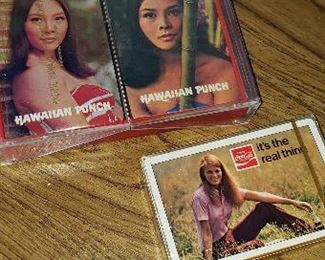 HAWAIIAN PUNCH
HAWAIIAN PUNCH
Coca-Cola
it's the
real thing